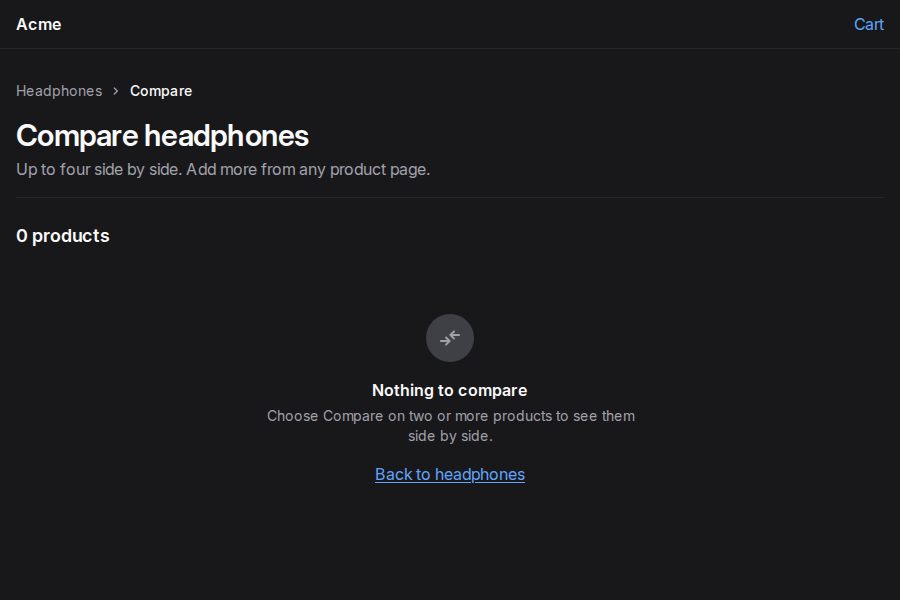 Acme
Cart
Headphones > Compare
Compare headphones
Up to four side by side. Add more from any product page.
0 products
Nothing to compare
Choose Compare on two or more products to see them
side by side.
Back to headphones